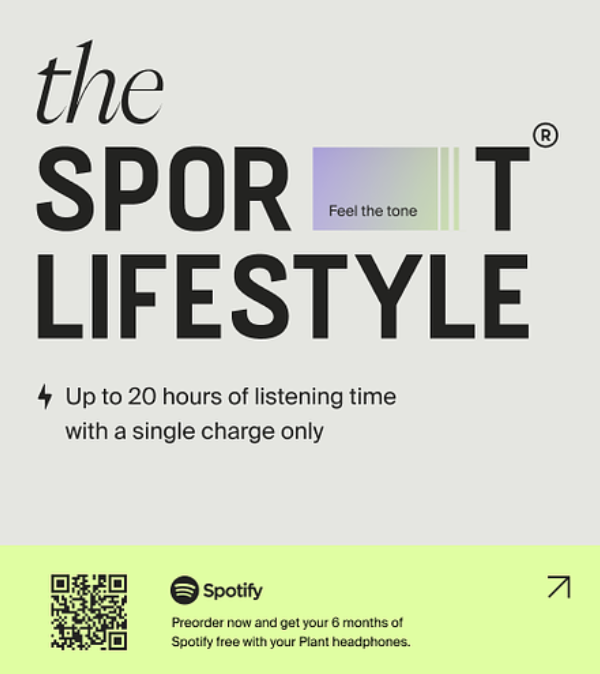 the
SPOR T®
Feel the tone
LIFESTYLE
Up to 20 hours of listening time
with a single charge only
Spotify
Preorder now and get your 6 months of
Spotify free with your Plant headphones.